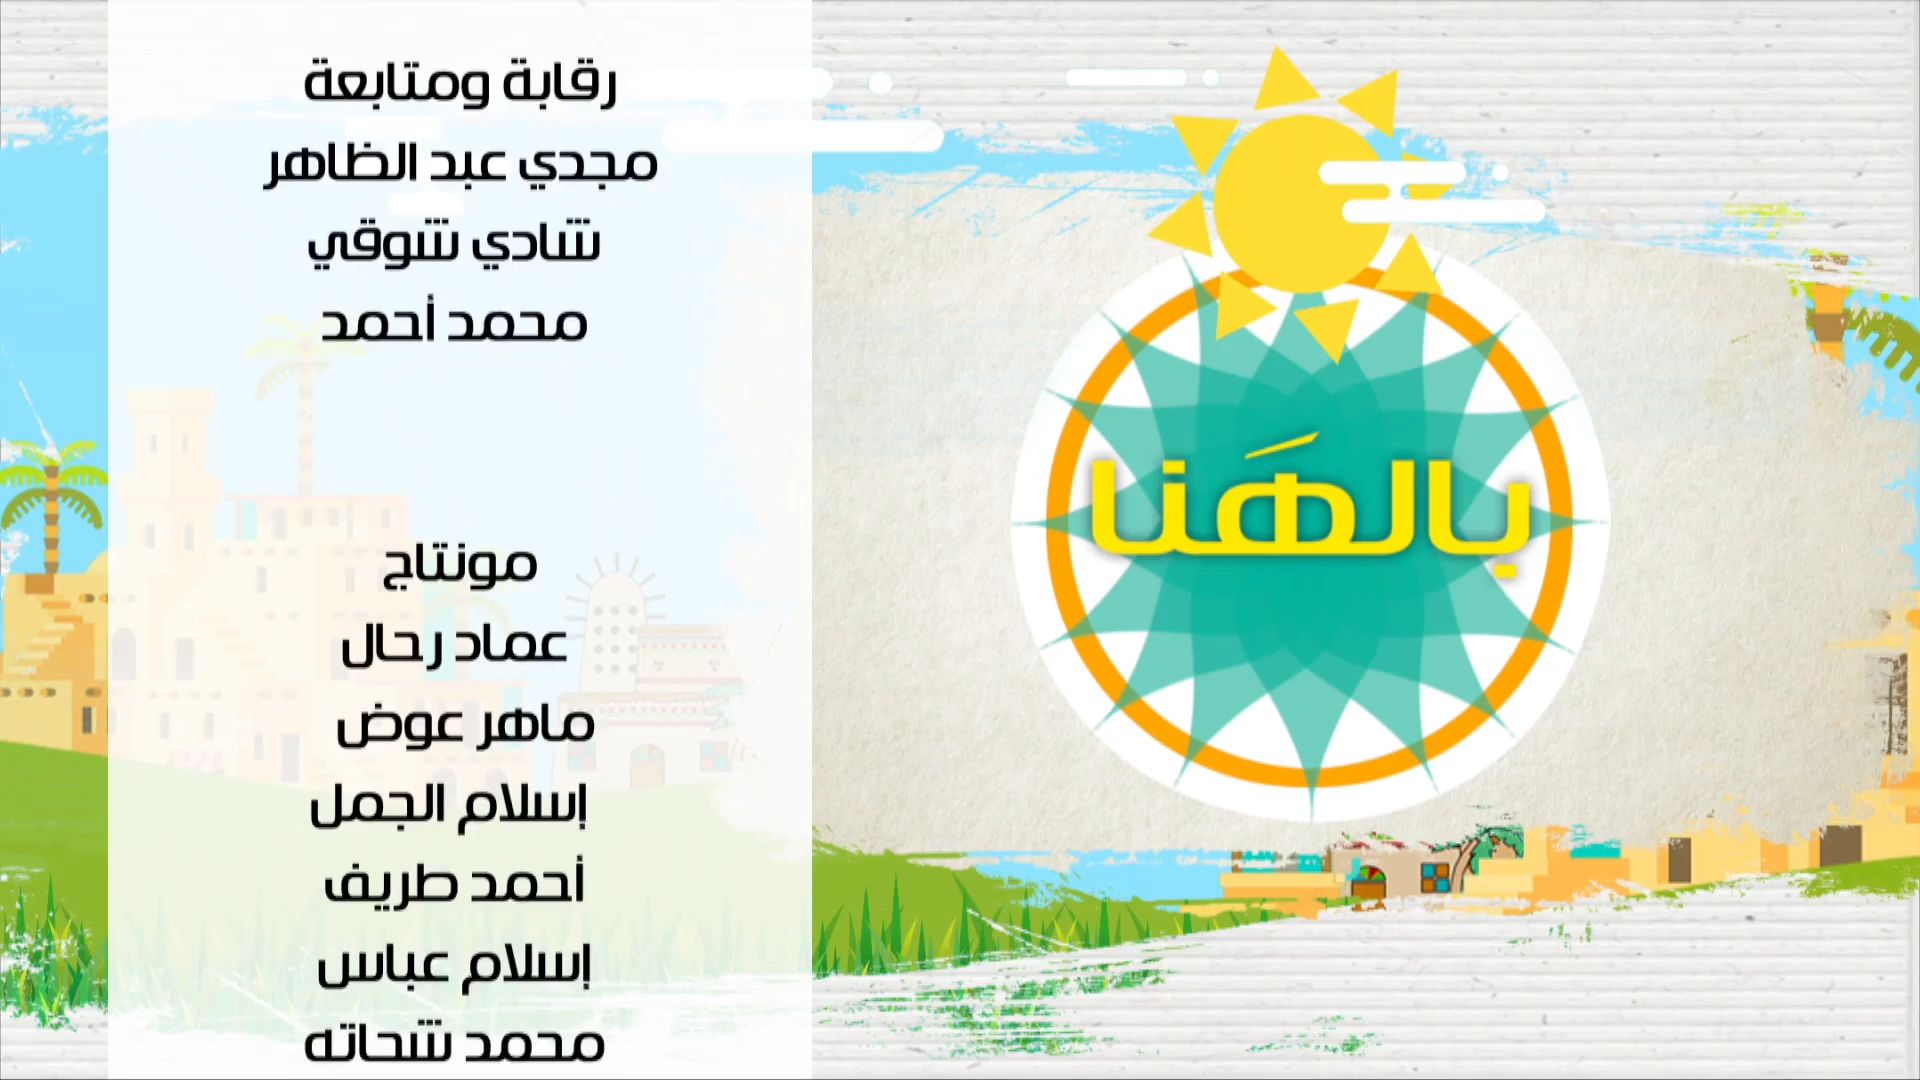 رقابة ومتابعة
مجدي عبد الظاهر
شادي شوقي
محمد أحمد
مونتاج
عماد رحال
ماهر عوض
إسلام الجمل
أحمد طريف
إسلام عباس
محمد شحاته
بالهَنا